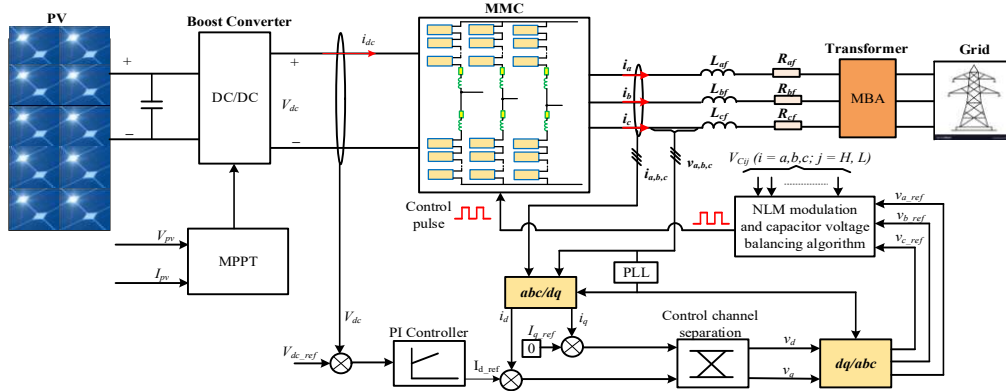 PV
Boost Converter
MMC
Transformer
Grid
DC/DC
MBA
+
−
+
−
i_dc
V_dc
i_a
i_b
i_c
L_af
L_bf
L_cf
R_af
R_bf
R_cf
i_a,b,c
v_a,b,c
V_Cij (i = a,b,c; j = H, L)
Control
pulse
NLM modulation
and capacitor voltage
balancing algorithm
v_a_ref
v_b_ref
v_c_ref
V_pv
I_pv
MPPT
PLL
abc/dq
V_dc
i_d
i_q
I_q_ref
0
PI Controller
Control channel
separation
V_dc_ref
I_d_ref
v_d
v_q
dq/abc